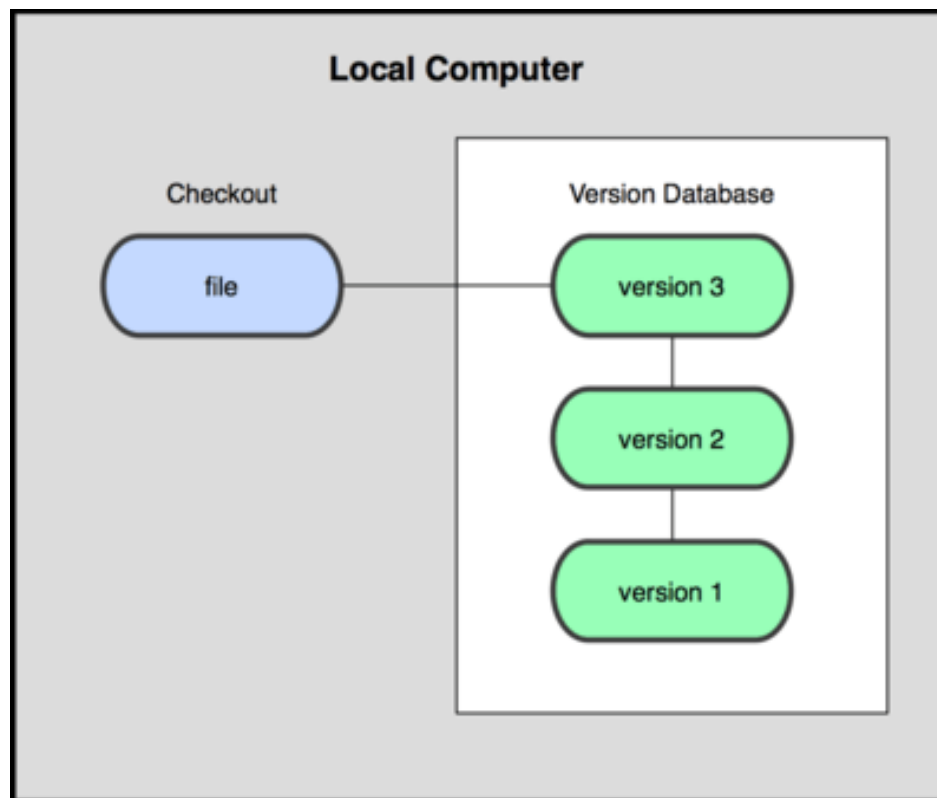 Local Computer
Checkout
Version Database
file
version 3
version 2
version 1